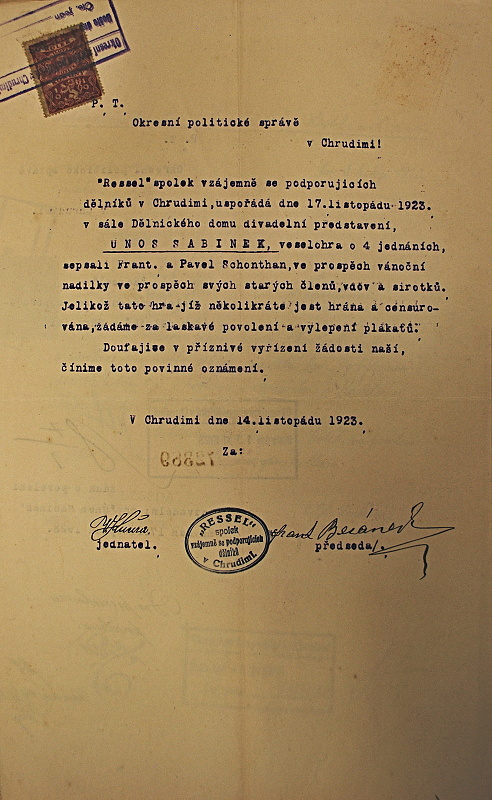 P. T.
Okresní politické správě
v Chrudimi!
"Ressel"spolek vzájemně se podporujících
dělníků v Chrudimi,uspořádá dne 17.listopádu 1923.
v sále Dělnického domu divadelní představení,
UNOS SABINEK, veselohra o 4 jednáních,
sepsali Frant. a Pavel Schonthan,ve prospěch vánoční
nadílky ve prospěch svých starých členů,vdov a sirotků.
Jelikož tato hra již několikráte jest hrána a censuro-
vána,žádáme za laskavé povolení a vylepení plakátů.
Doufajíce v příznivé vyřízení žádosti naší,
číníme toto povinné oznámení.
V Chrudimi dne 14.listopádu 1923.
Za:
jednatel.
"RESSEL"
spolek
vzájemně se podporujících
dělníků
v Chrudimi.
předseda.